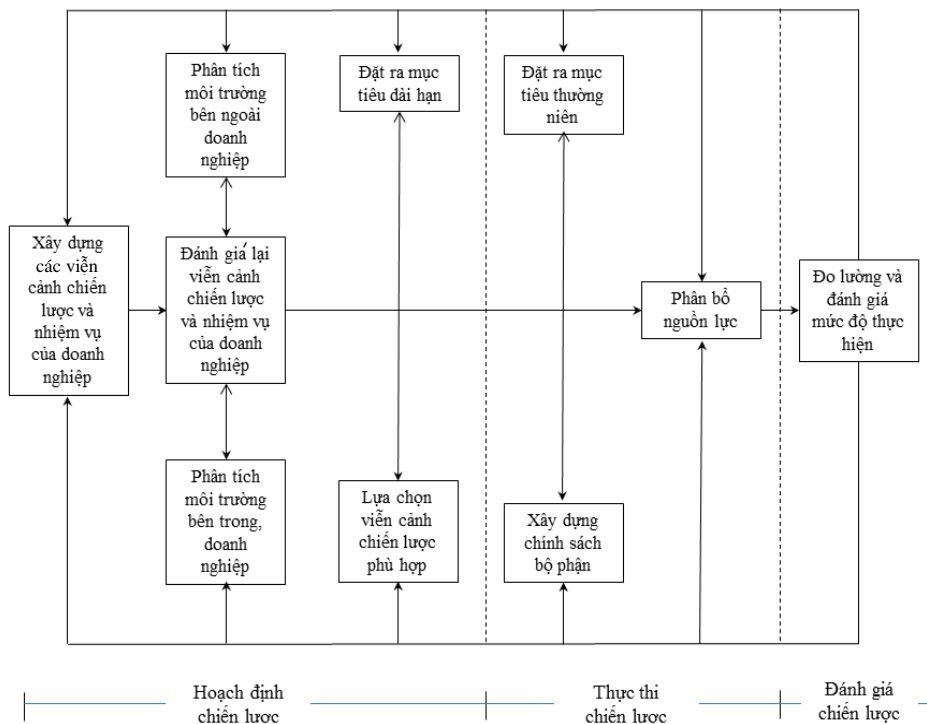 Phân tích
môi trường
bên ngoài
doanh
nghiệp
Đặt ra mục
tiêu dài hạn
Đặt ra mục
tiêu thường
niên
Xây dựng
các viễn
cảnh chiến
lược và
nhiệm vụ
của doanh
nghiệp
Đánh giá lại
viễn cảnh
chiến lược
và nhiệm vụ
của doanh
nghiệp
Phân bổ
nguồn lực
Đo lường và
đánh giá
mức độ thực
hiện
Phân tích
môi trường
bên trong,
doanh
nghiệp
Lựa chọn
viễn cảnh
chiến lược
phù hợp
Xây dựng
chính sách
bộ phận
Hoạch định
chiến lược
Thực thi
chiến lược
Đánh giá
chiến lược